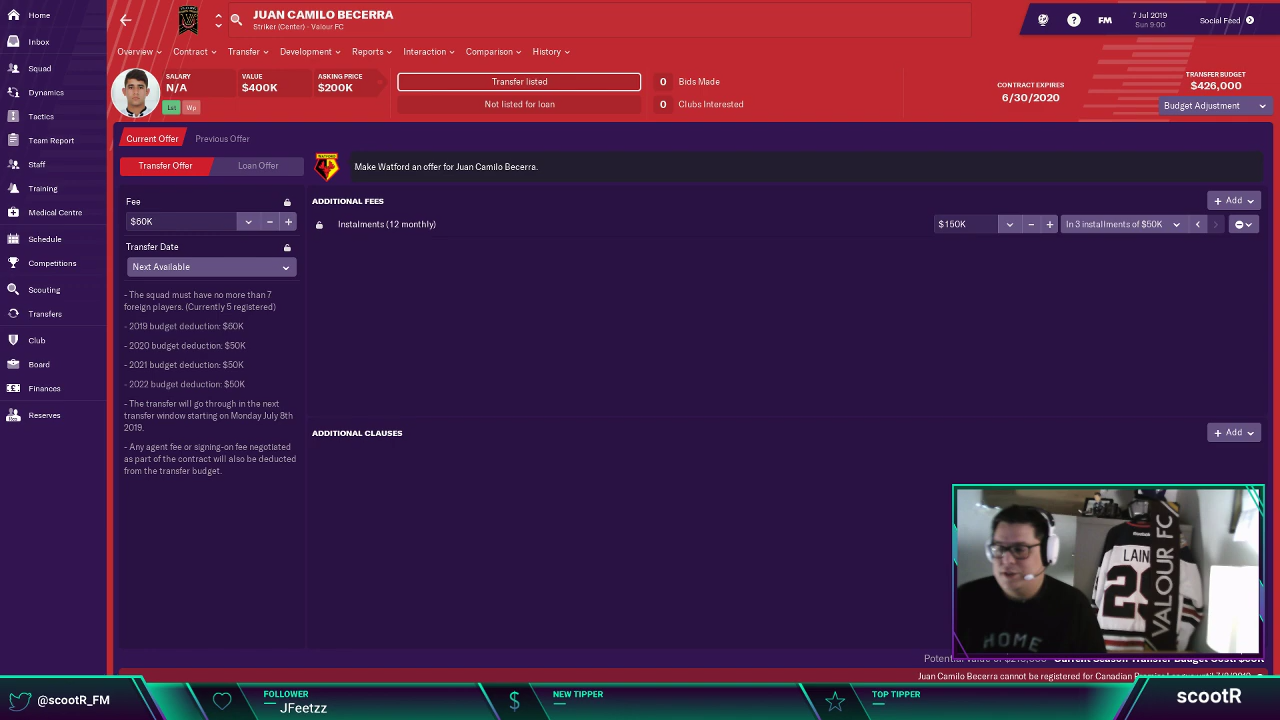 Home
Inbox
Squad
Dynamics
Tactics
Team Report
Staff
Training
Medical Centre
Schedule
Competitions
Scouting
Transfers
Club
Board
Finances
Reserves
JUAN CAMILO BECERRA
Striker (Center) - Valour FC
FM
7 Jul 2019
Sun 9:00
Social Feed
Overview
Contract
Transfer
Development
Reports
Interaction
Comparison
History
SALARY
N/A
VALUE
$400K
ASKING PRICE
$200K
Lst
Wp
Transfer listed
Not listed for loan
0 Bids Made
0 Clubs Interested
CONTRACT EXPIRES
6/30/2020
TRANSFER BUDGET
$426,000
Budget Adjustment
Current Offer
Previous Offer
Transfer Offer
Loan Offer
Make Watford an offer for Juan Camilo Becerra.
Fee
$60K
Transfer Date
Next Available
- The squad must have no more than 7
foreign players. (Currently 5 registered)
- 2019 budget deduction: $60K
- 2020 budget deduction: $50K
- 2021 budget deduction: $50K
- 2022 budget deduction: $50K
- The transfer will go through in the next
transfer window starting on Monday July 8th
2019.
- Any agent fee or signing-on fee negotiated
as part of the contract will also be deducted
from the transfer budget.
ADDITIONAL FEES
Add
Instalments (12 monthly)
$150K
In 3 installments of $50K
ADDITIONAL CLAUSES
Add
LAIN
2
VALOUR FC
HOME
Juan Camilo Becerra cannot be registered for Canadian
@scootR_FM
FOLLOWER
JFeetzz
NEW TIPPER
TOP TIPPER
scootR